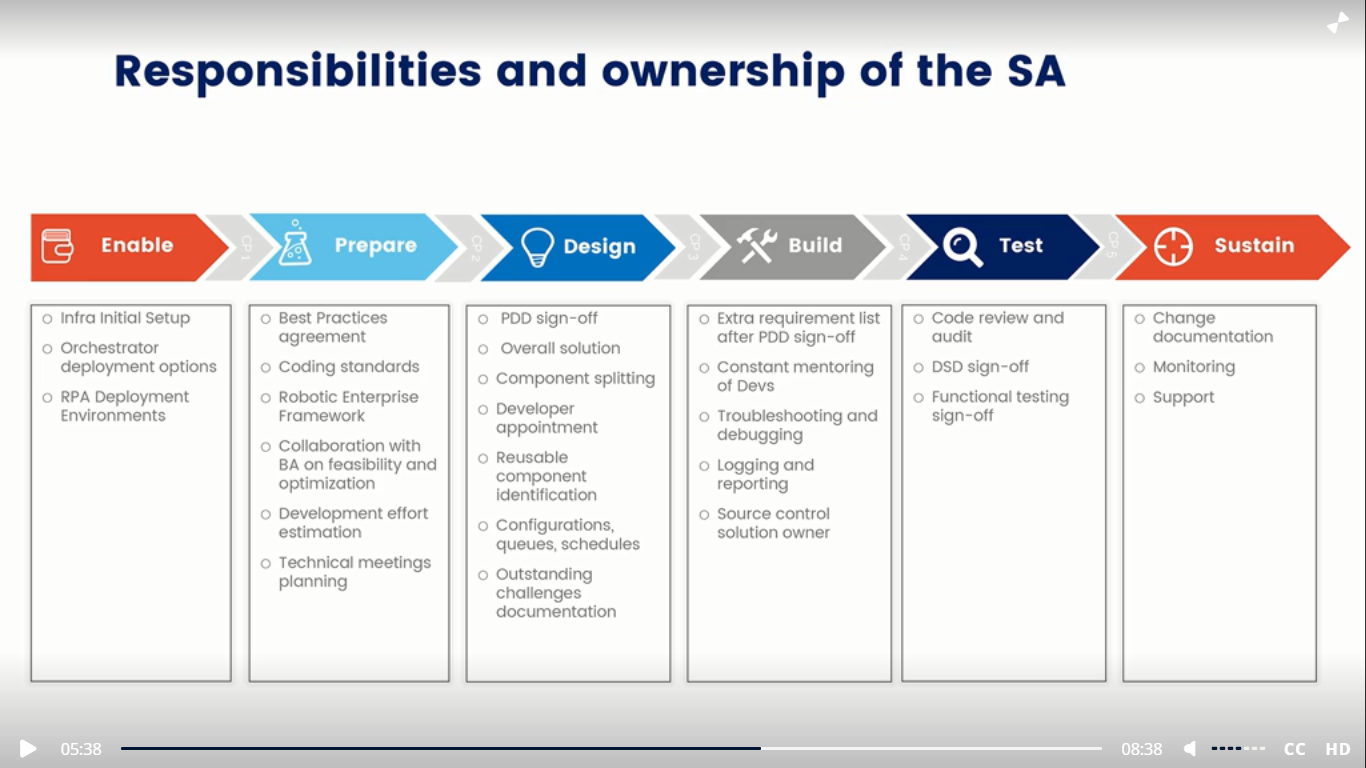 Responsibilities and ownership of the SA
Enable
CP 1
Prepare
CP 2
Design
CP 3
Build
CP 4
Test
CP 5
Sustain
Infra Initial Setup
Orchestrator
deployment options
RPA Deployment
Environments
Best Practices
agreement
Coding standards
Robotic Enterprise
Framework
Collaboration with
BA on feasibility and
optimization
Development effort
estimation
Technical meetings
planning
PDD sign-off
Overall solution
Component splitting
Developer
appointment
Reusable
component
identification
Configurations,
queues, schedules
Outstanding
challenges
documentation
Extra requirement list
after PDD sign-off
Constant mentoring
of Devs
Troubleshooting and
debugging
Logging and
reporting
Source control
solution owner
Code review and
audit
DSD sign-off
Functional testing
sign-off
Change
documentation
Monitoring
Support
05:38
08:38
CC
HD